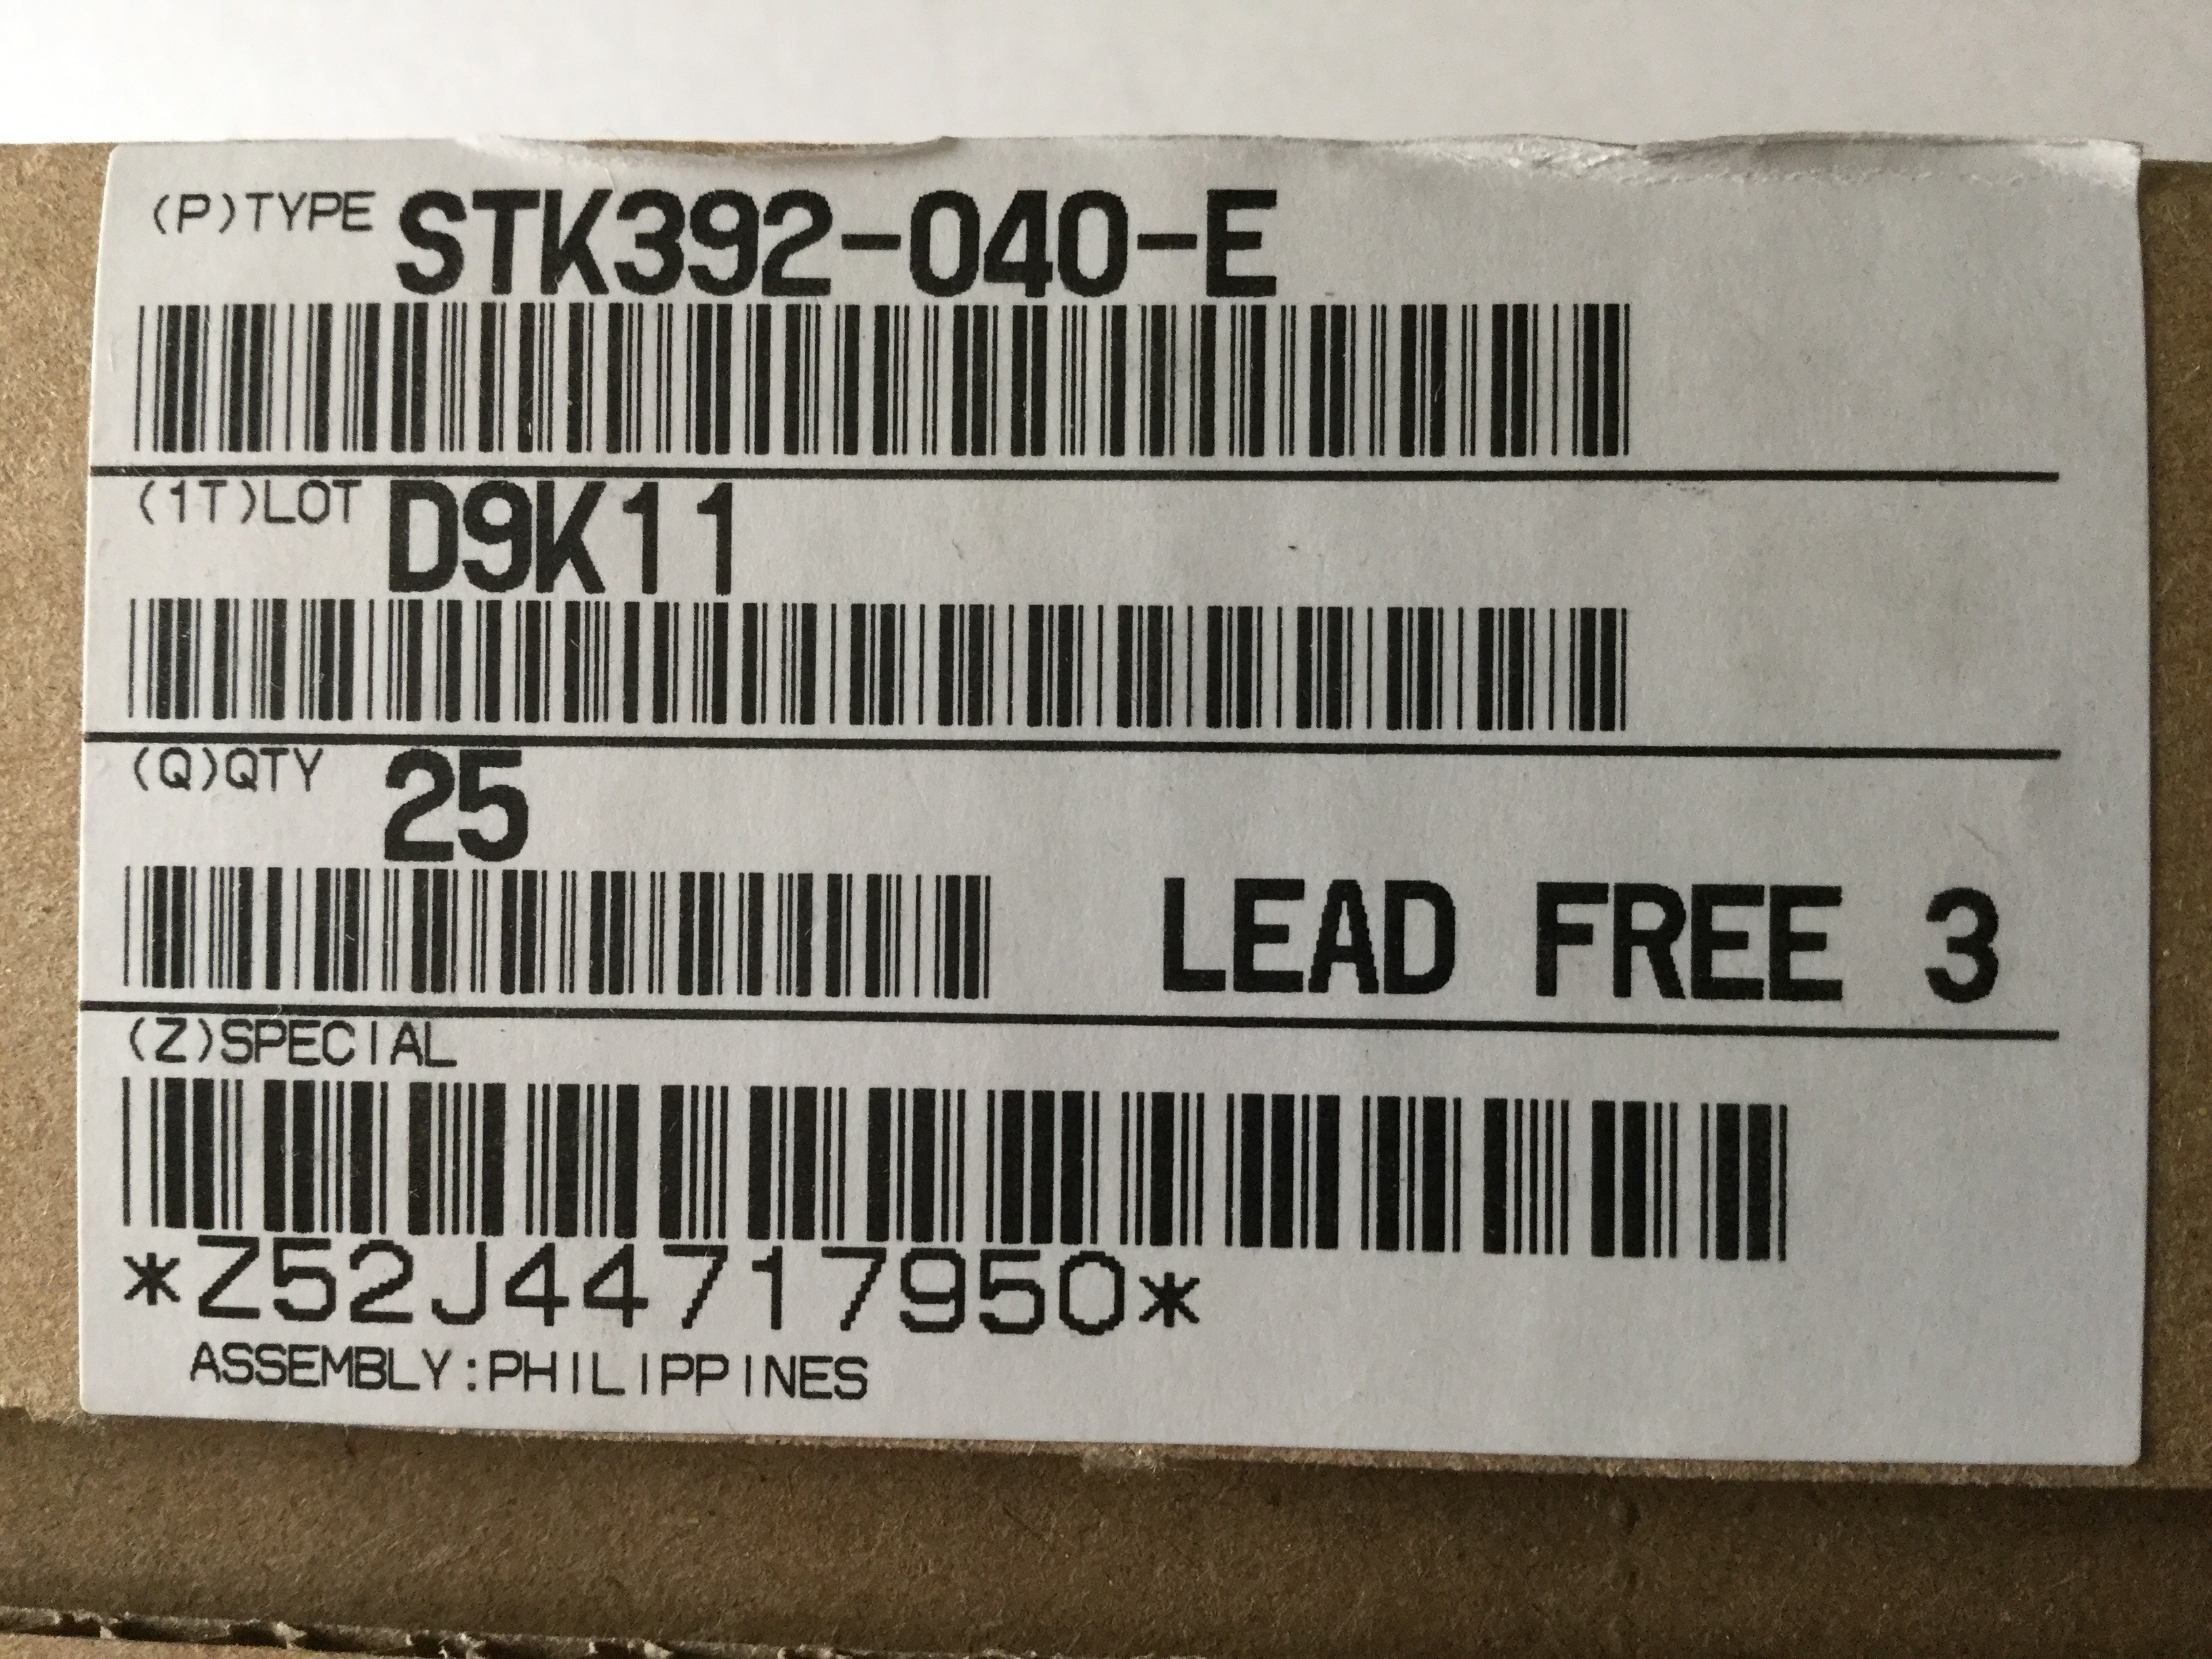 (P)TYPE STK392-040-E
(1T)LOT D9K11
(Q)QTY 25
LEAD FREE 3
(Z)SPECIAL
*Z52J44717950*
ASSEMBLY:PHILIPPINES